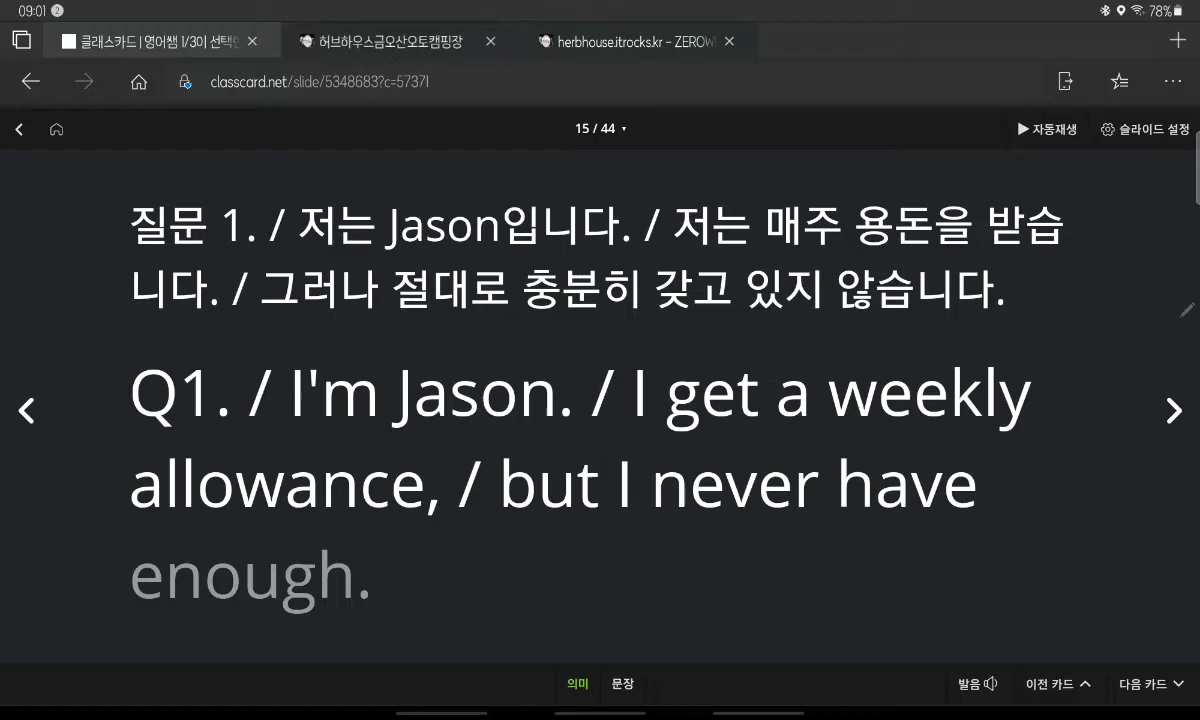 09:01 2 78%
클래스카드 | 영어쌤 1/3이 선택한
허브하우스금오산오토캠핑장
herbhouse.itrocks.kr – ZEROW
classcard.net/slide/5348683?c=57371
15 / 44
자동재생
슬라이드 설정
질문 1. / 저는 Jason입니다. / 저는 매주 용돈을 받습
니다. / 그러나 절대로 충분히 갖고 있지 않습니다.
Q1. / I'm Jason. / I get a weekly
allowance, / but I never have
enough.
의미 문장
발음
이전 카드
다음 카드